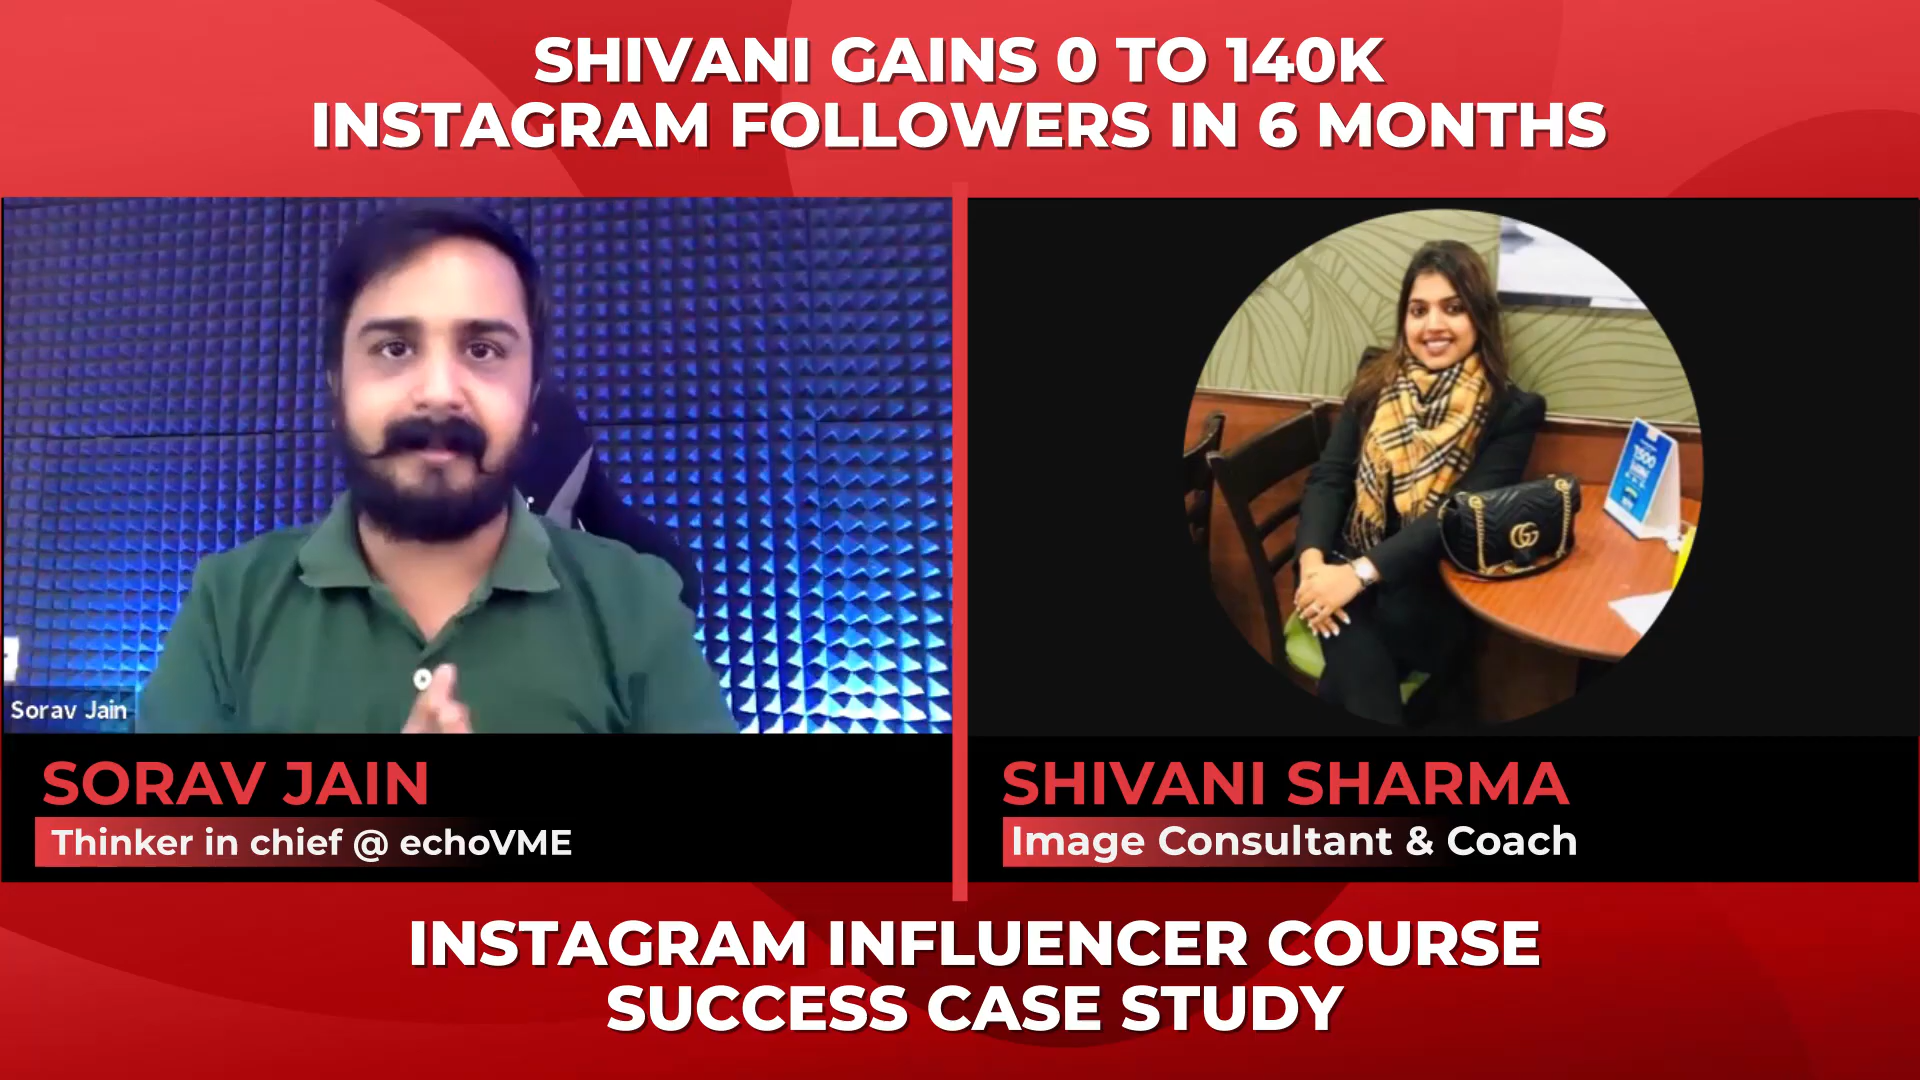 SHIVANI GAINS 0 TO 140K
INSTAGRAM FOLLOWERS IN 6 MONTHS
Sorav Jain
SORAV JAIN
Thinker in chief @ echoVME
1500
SHIVANI SHARMA
Image Consultant & Coach
INSTAGRAM INFLUENCER COURSE
SUCCESS CASE STUDY